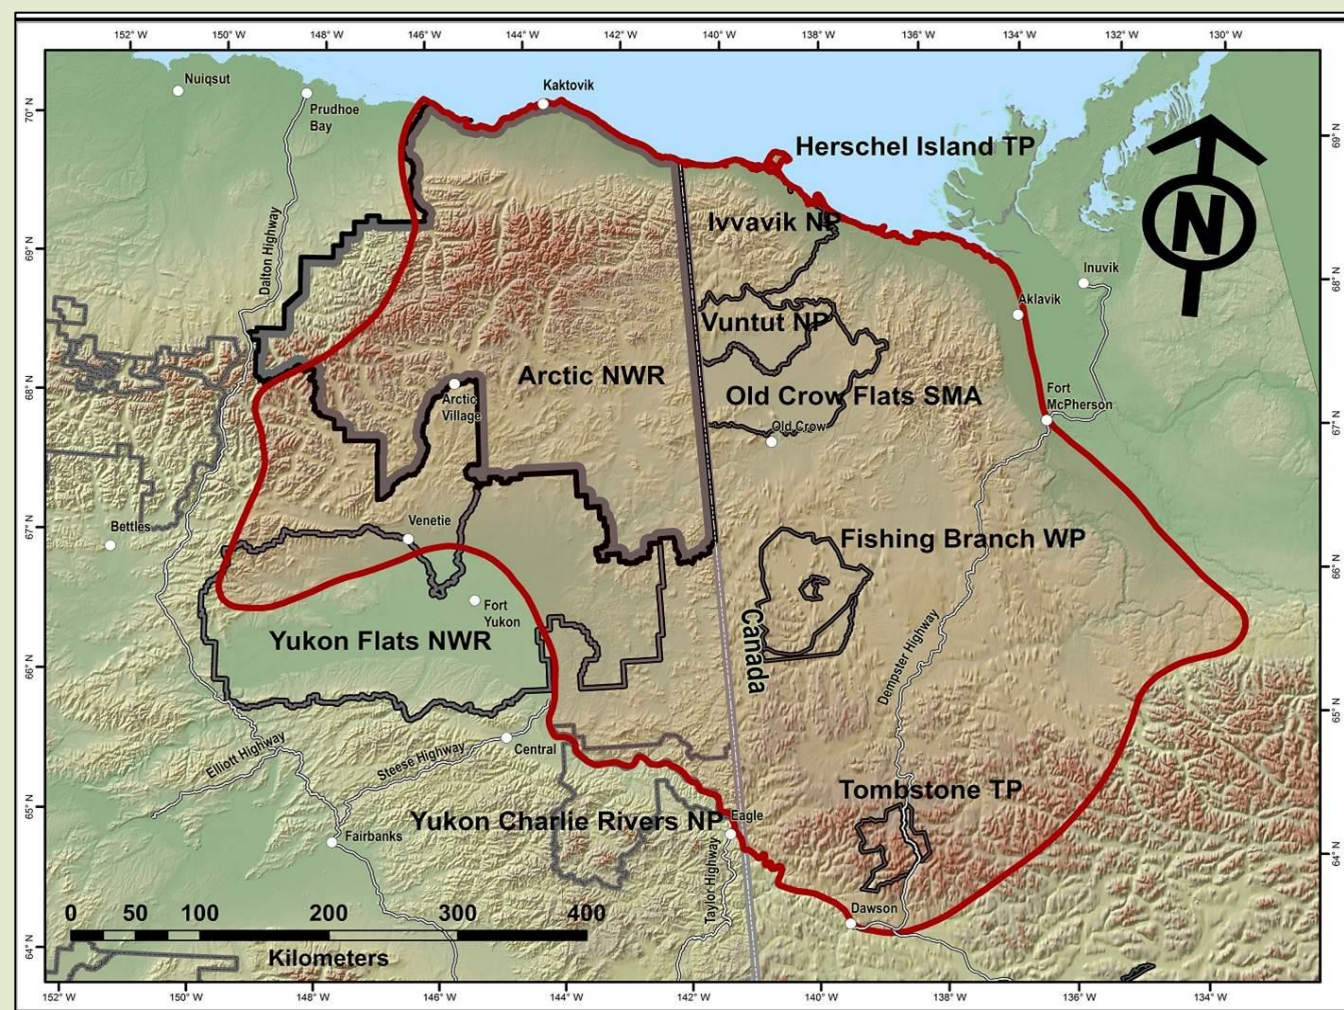 152° W 150° W 148° W 146° W 144° W 142° W 140° W 138° W 136° W 134° W 132° W 130° W
Nuiqsut
Prudhoe
Bay
Kaktovik
70° N
69° N
Herschel Island TP
Ivvavik NP
N
Dalton Highway
69° N
Inuvik
68° N
Aklavik
Vuntut NP
Arctic NWR
68° N
Arctic
Village
Old Crow Flats SMA
Fort
McPherson
Old Crow
67° N
Bettles
67° N
Venetie
Fishing Branch WP
66° N
Fort
Yukon
Yukon Flats NWR
66° N
Canada
Dempster Highway
65° N
Elliott Highway
Steese Highway
Central
Tombstone TP
65° N
Yukon Charlie Rivers NP
Eagle
Fairbanks
64° N
Taylor Highway
Dawson
0 50 100 200 300 400
Kilometers
64° N
152° W 150° W 148° W 146° W 144° W 142° W 140° W 138° W 136° W 134° W